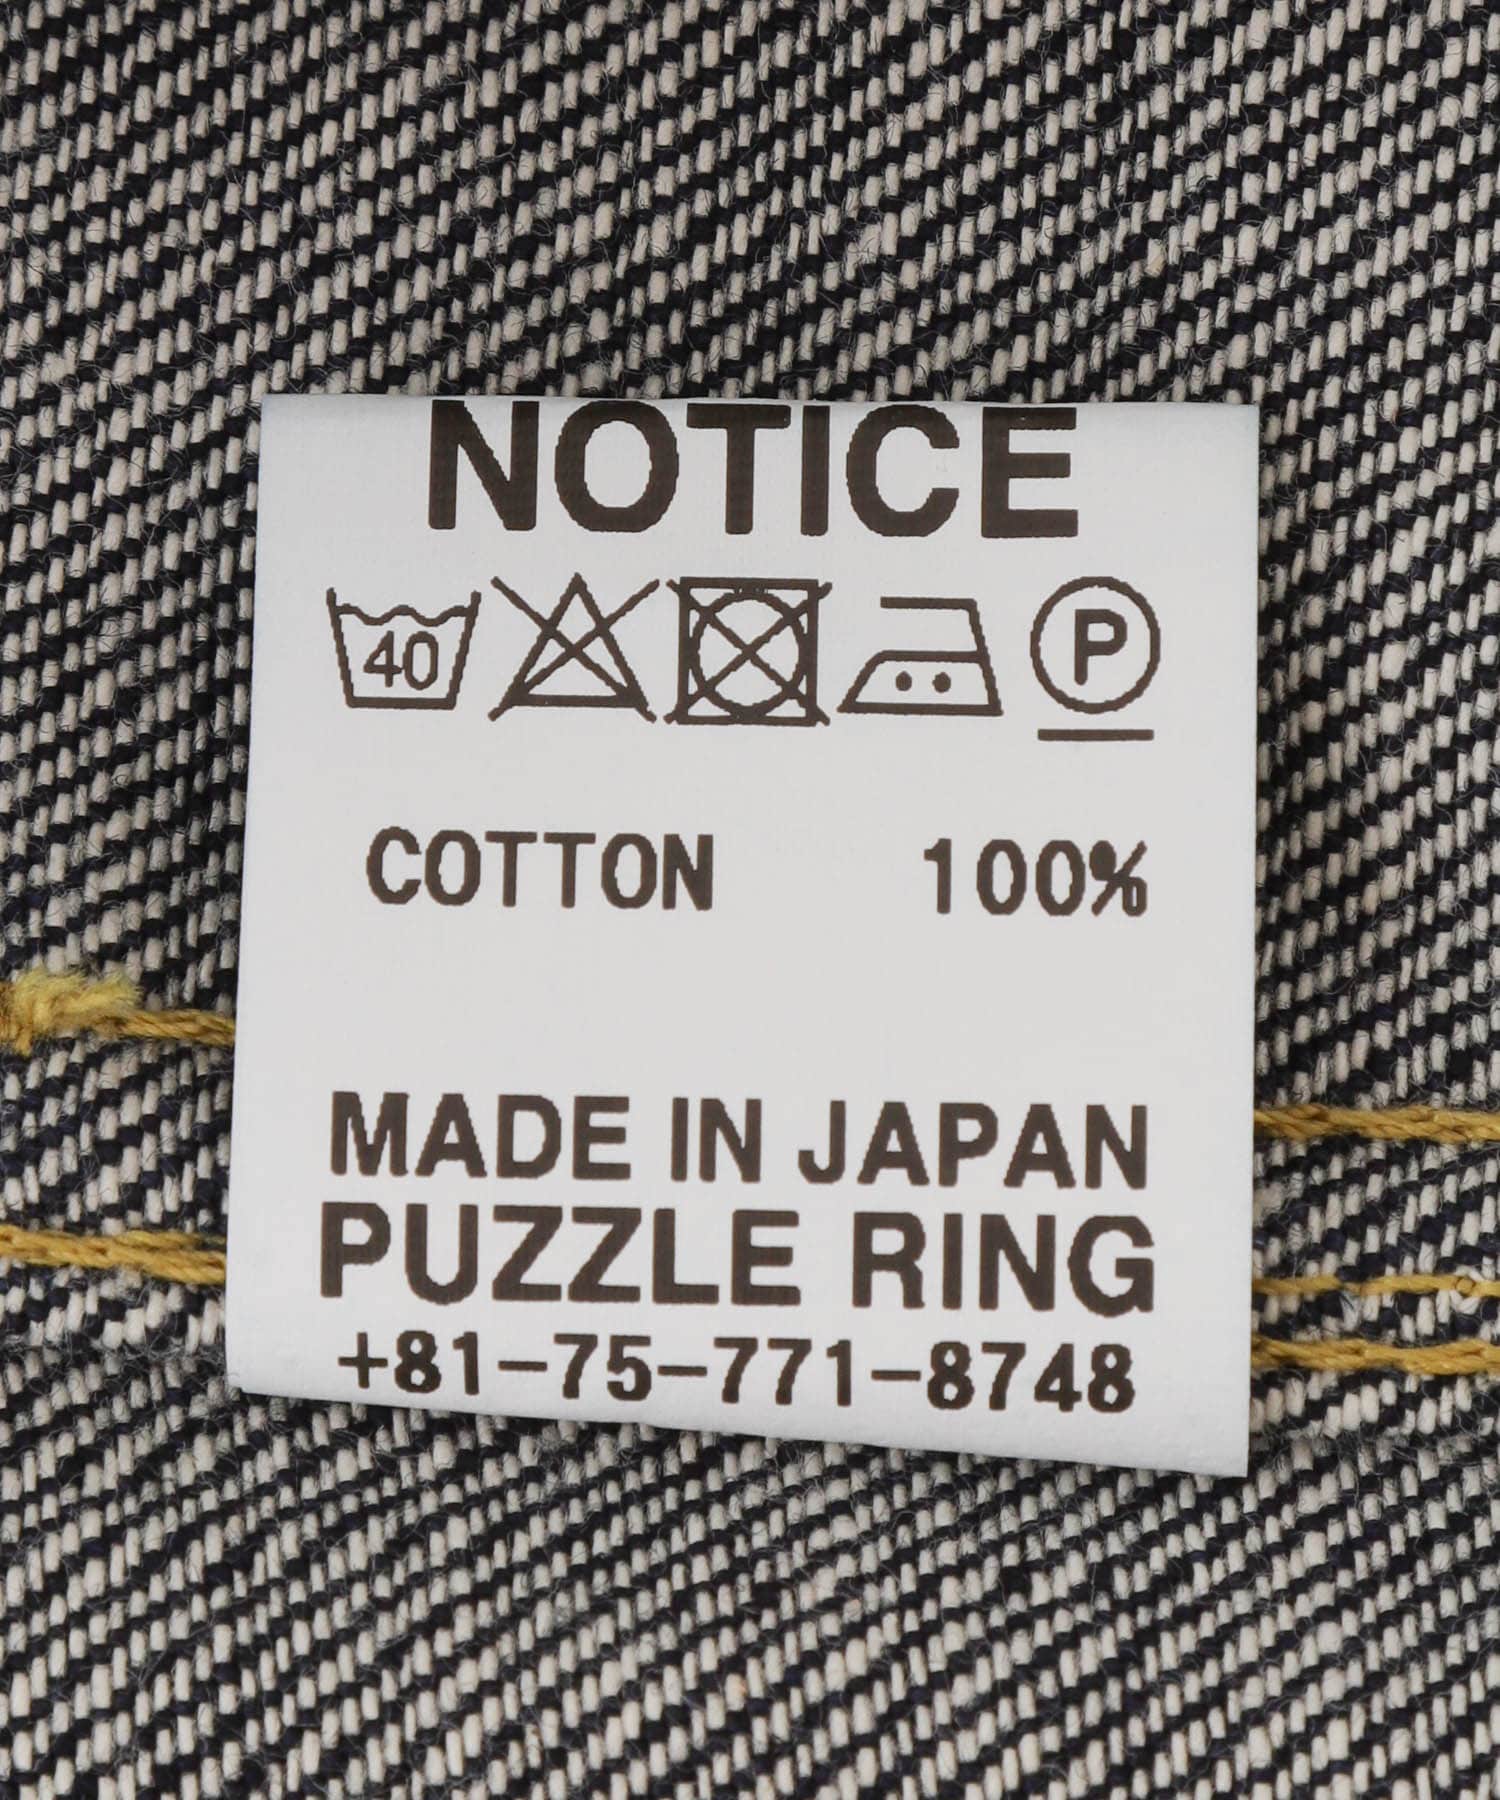 NOTICE
40 P
COTTON 100%
MADE IN JAPAN
PUZZLE RING
+81-75-771-8748